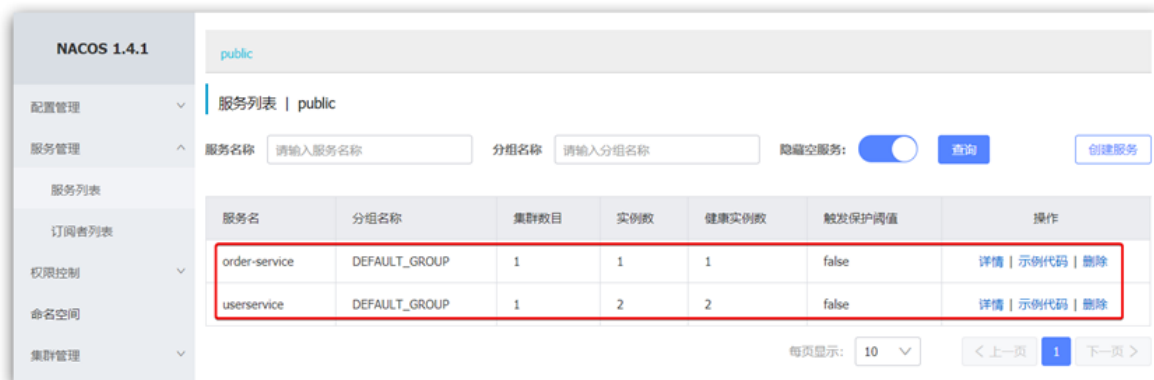 NACOS 1.4.1
配置管理
服务管理
服务列表
订阅者列表
权限控制
命名空间
集群管理
public
服务列表 | public
服务名称 请输入服务名称 分组名称 请输入分组名称 隐藏空服务: 查询 创建服务
服务名 分组名称 集群数目 实例数 健康实例数 触发保护阈值 操作
order-service DEFAULT_GROUP 1 1 1 false 详情 | 示例代码 | 删除
userservice DEFAULT_GROUP 1 2 2 false 详情 | 示例代码 | 删除
每页显示: 10 < 上一页 1 下一页 >